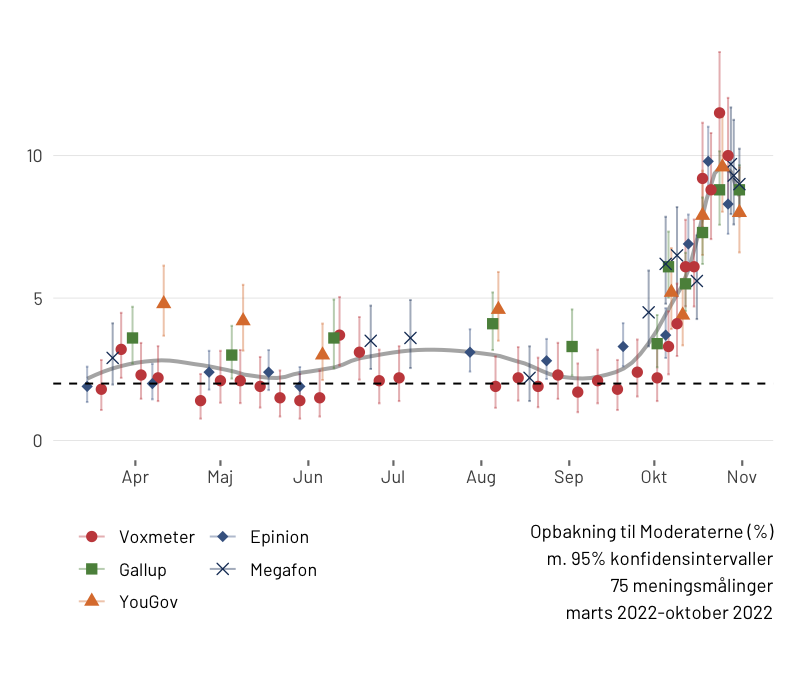 10
5
0
Apr Maj Jun Jul Aug Sep Okt Nov
Voxmeter Epinion
Gallup Megafon
YouGov
Opbakning til Moderaterne (%)
m. 95% konfidensintervaller
75 meningsmålinger
marts 2022-oktober 2022